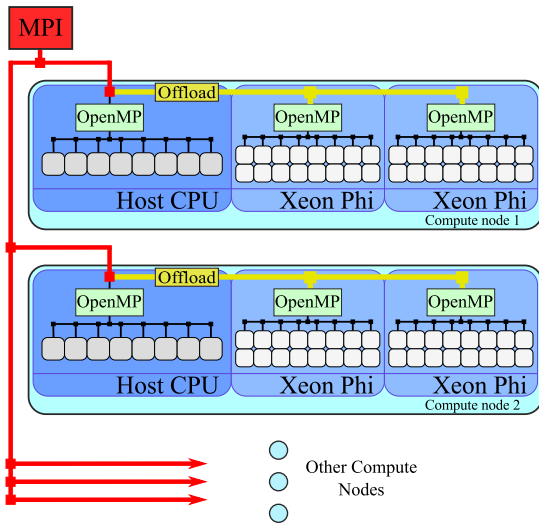 MPI
Offload
OpenMP
OpenMP
OpenMP
Host CPU
Xeon Phi
Xeon Phi
Compute node 1
Offload
OpenMP
OpenMP
OpenMP
Host CPU
Xeon Phi
Xeon Phi
Compute node 2
Other Compute
Nodes